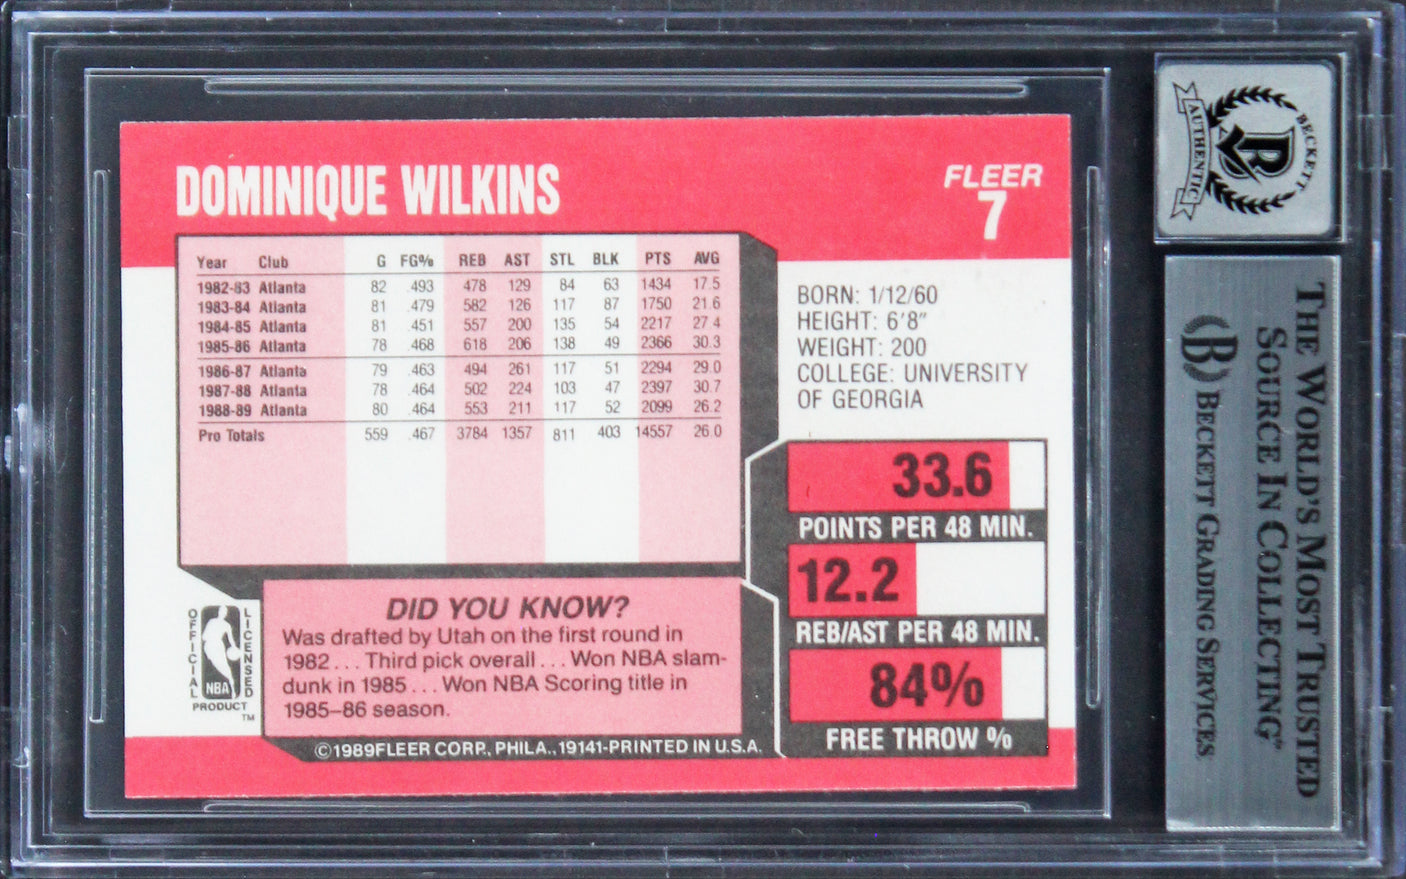 DOMINIQUE WILKINS
FLEER
7
Year Club G FG% REB AST STL BLK PTS AVG
1982-83 Atlanta 82 .493 478 129 84 63 1434 17.5
1983-84 Atlanta 81 .479 582 126 117 87 1750 21.6
1984-85 Atlanta 81 .451 557 200 135 54 2217 27.4
1985-86 Atlanta 78 .468 618 206 138 49 2366 30.3
1986-87 Atlanta 79 .463 494 261 117 51 2294 29.0
1987-88 Atlanta 78 .464 502 224 103 47 2397 30.7
1988-89 Atlanta 80 .464 553 211 117 52 2099 26.2
Pro Totals 559 .467 3784 1357 811 403 14557 26.0
BORN: 1/12/60
HEIGHT: 6'8"
WEIGHT: 200
COLLEGE: UNIVERSITY
OF GEORGIA
33.6
POINTS PER 48 MIN.
12.2
REB/AST PER 48 MIN.
84%
FREE THROW %
DID YOU KNOW?
Was drafted by Utah on the first round in
1982 . . . Third pick overall . . . Won NBA slam-
dunk in 1985 . . . Won NBA Scoring title in
1985–86 season.
OFFICIAL
LICENSED
NBA
PRODUCT
TM
©1989 FLEER CORP., PHILA., 19141-PRINTED IN U.S.A.
BECKETT
AUTHENTIC
THE WORLD'S MOST TRUSTED
SOURCE IN COLLECTING
BECKETT GRADING SERVICES